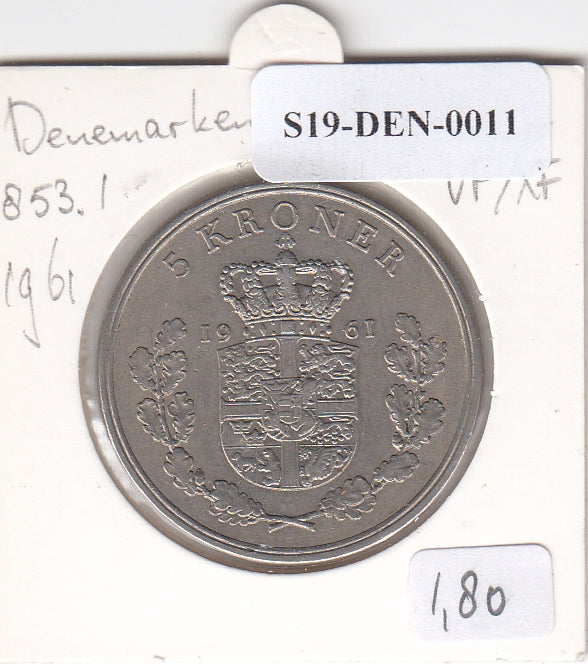 Denemarken
S19-DEN-0011
853.1
VF/XF
1961
5 KRONER
19 61
1,80